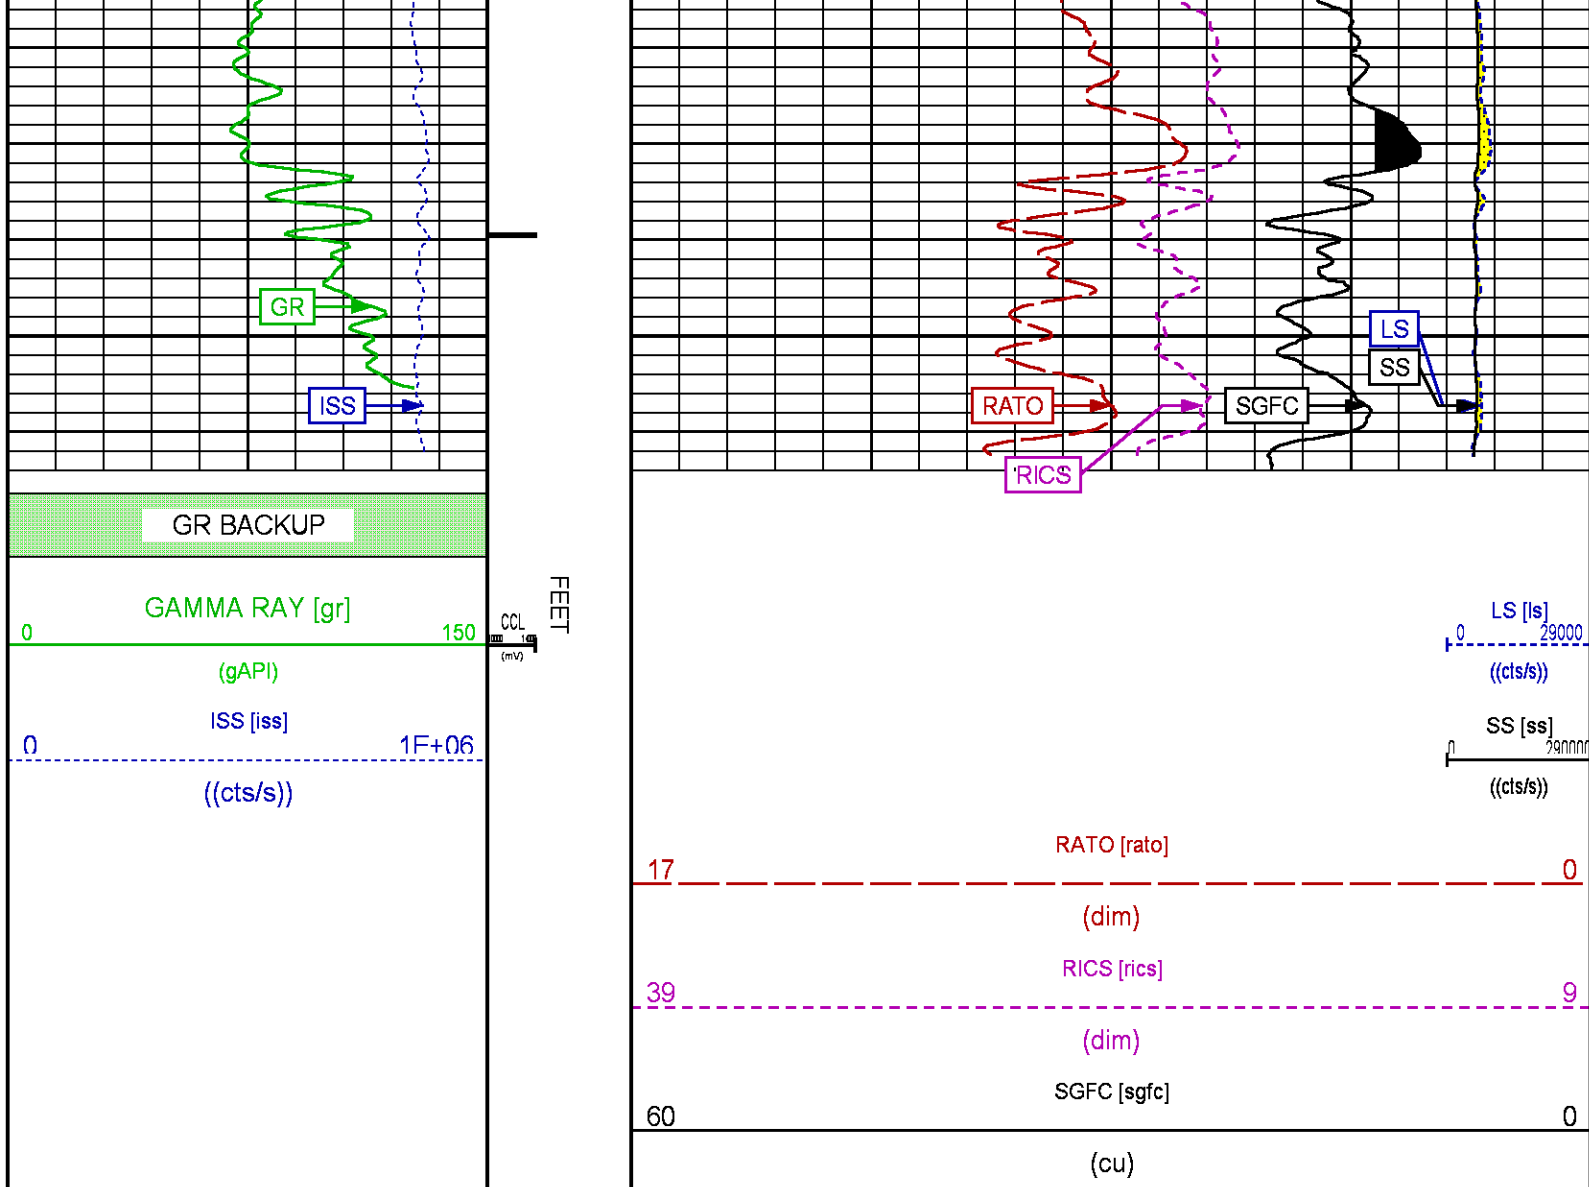 GR
ISS
LS
SS
RATO
SGFC
RICS
GR BACKUP
FEET
GAMMA RAY [gr]
0 150
(gAPI)
CCL
(mV)
ISS [iss]
0 1E+06
((cts/s))
LS [ls]
0 29000
((cts/s))
SS [ss]
0 290000
((cts/s))
RATO [rato]
17 0
(dim)
RICS [rics]
39 9
(dim)
SGFC [sgfc]
60 0
(cu)